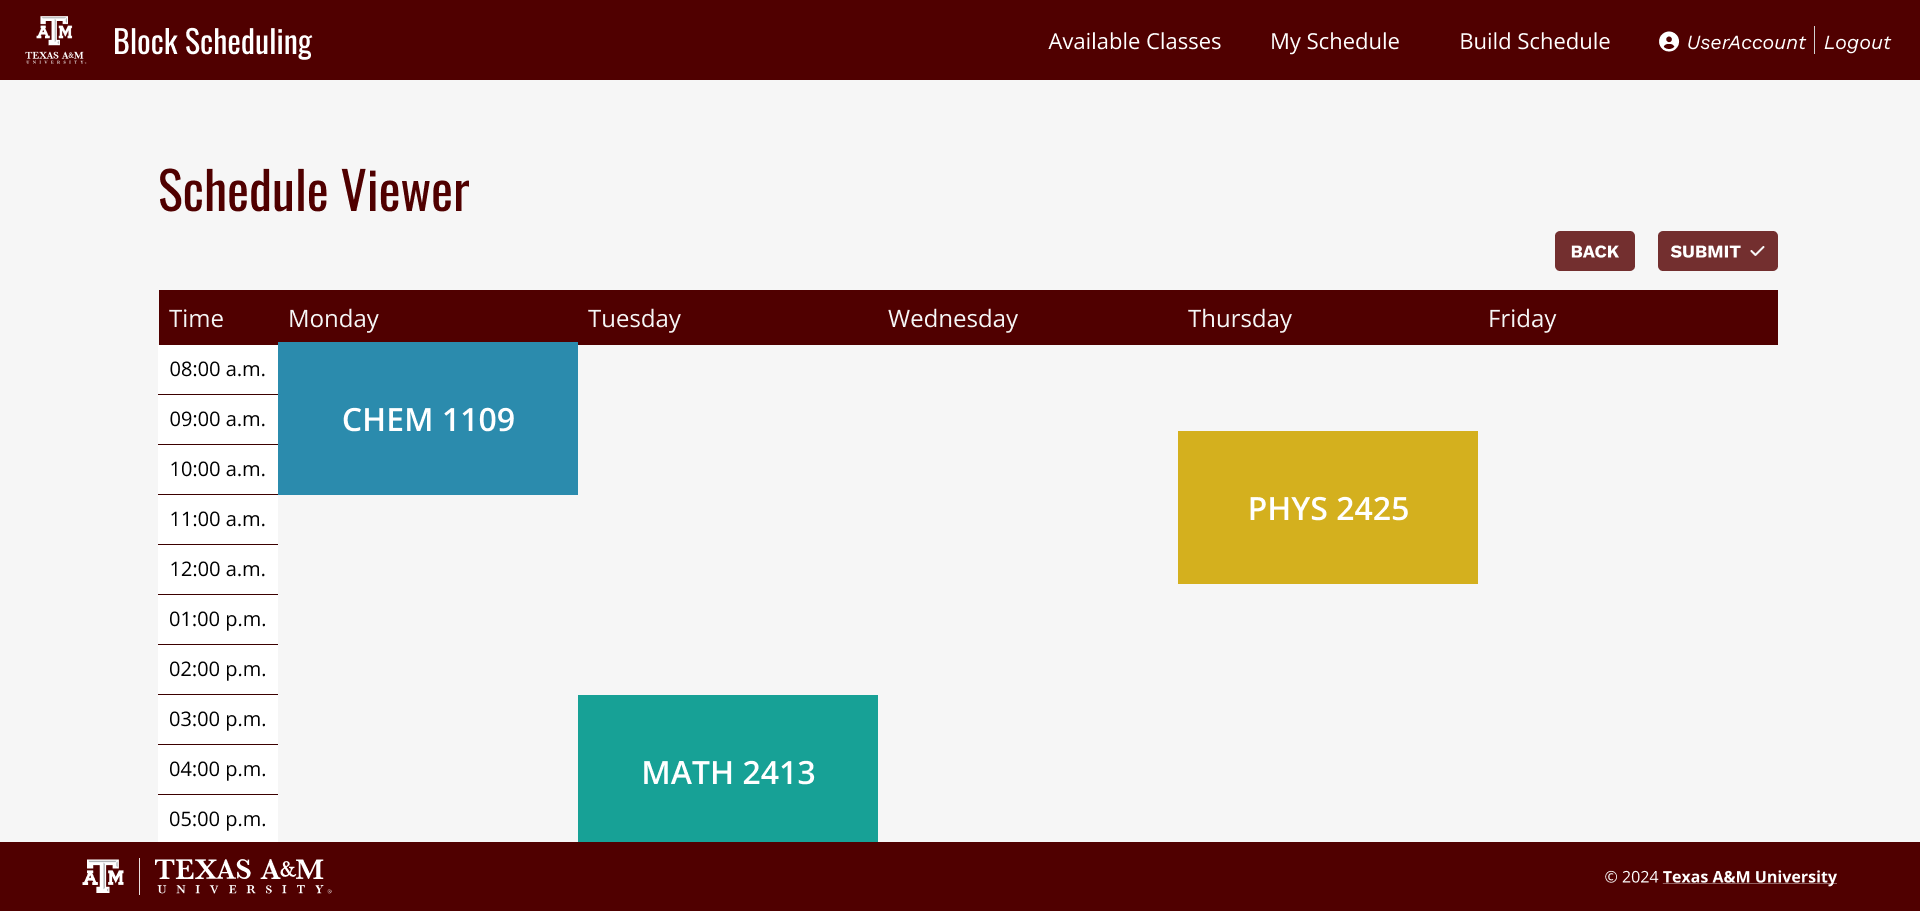 TEXAS A&M
UNIVERSITY
Block Scheduling
Available Classes
My Schedule
Build Schedule
UserAccount
Logout
Schedule Viewer
BACK
SUBMIT
Time
Monday
Tuesday
Wednesday
Thursday
Friday
08:00 a.m.
09:00 a.m.
CHEM 1109
10:00 a.m.
11:00 a.m.
PHYS 2425
12:00 a.m.
01:00 p.m.
02:00 p.m.
03:00 p.m.
04:00 p.m.
MATH 2413
05:00 p.m.
ATM
TEXAS A&M
UNIVERSITY
© 2024 Texas A&M University